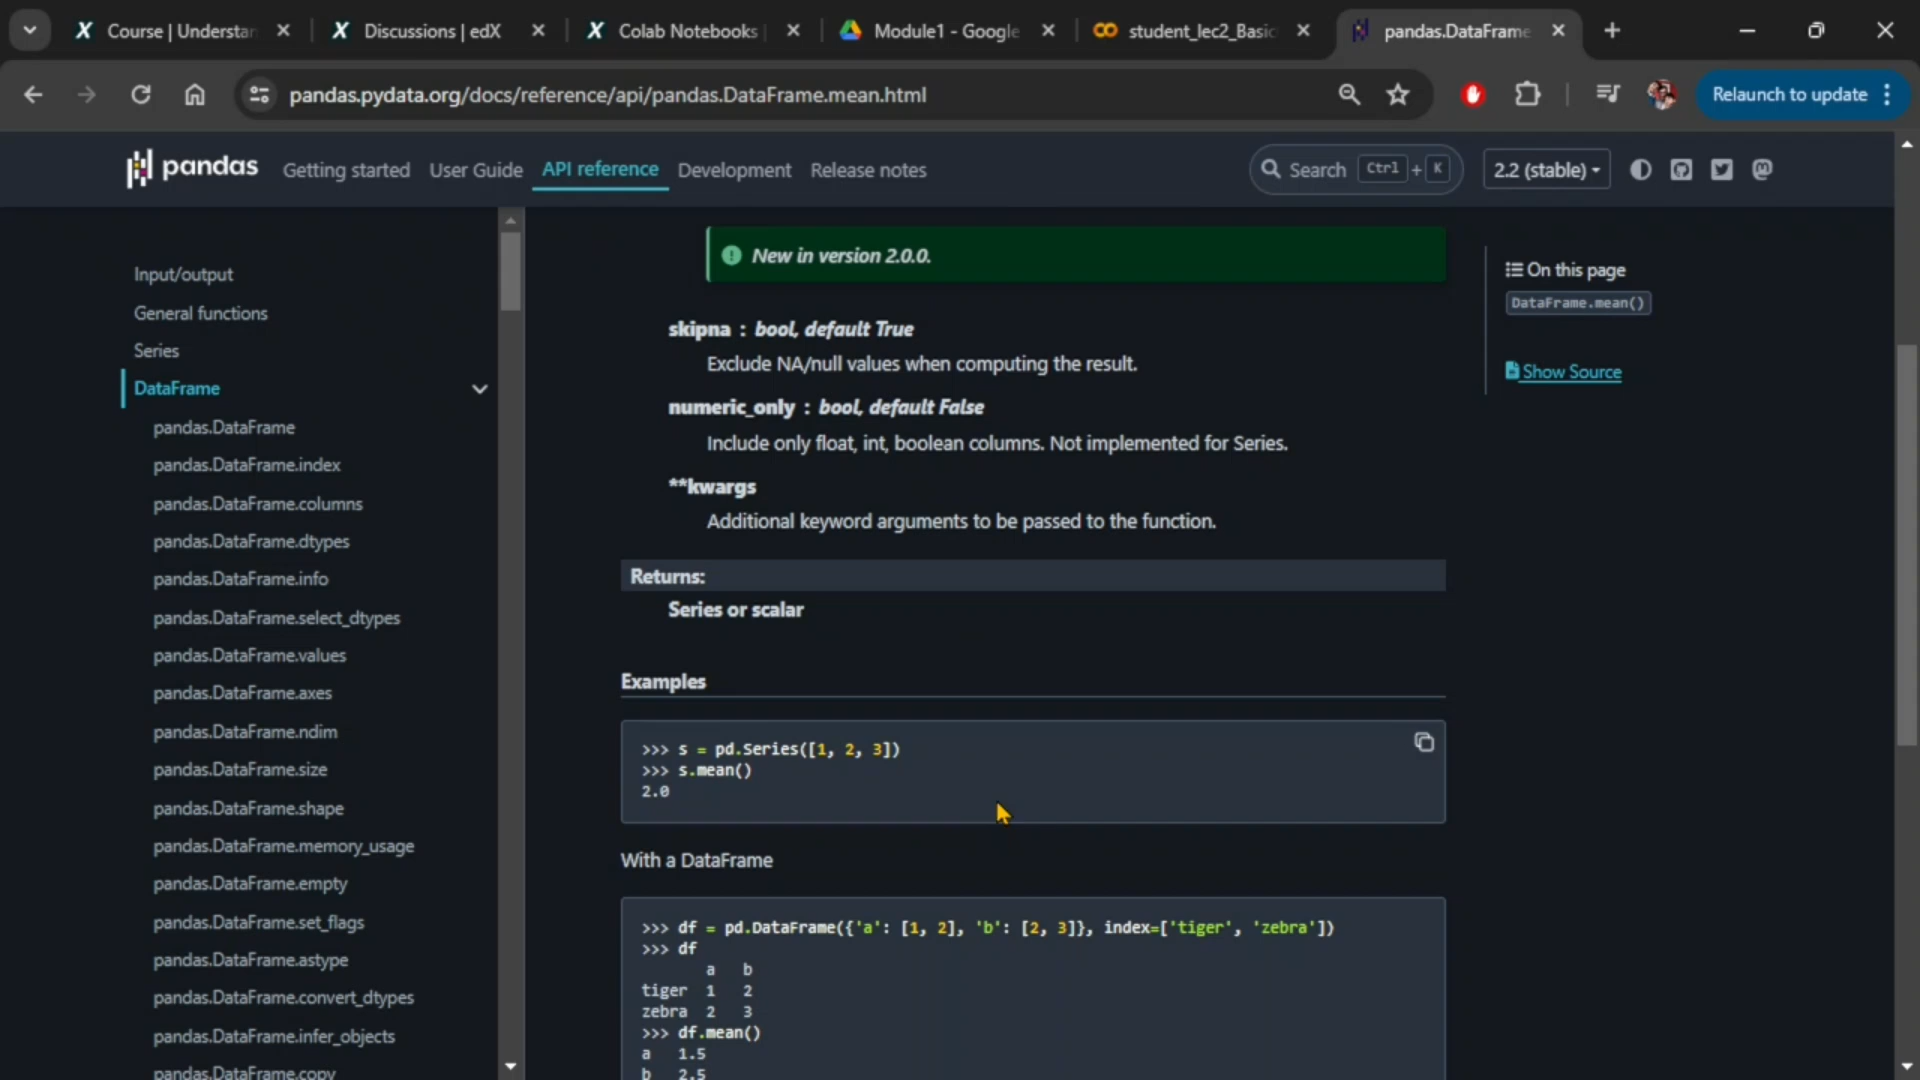 Course | Understan
Discussions | edX
Colab Notebooks
Module1 - Google
student_lec2_Basic
pandas.DataFrame
pandas.pydata.org/docs/reference/api/pandas.DataFrame.mean.html
Relaunch to update
pandas
Getting started
User Guide
API reference
Development
Release notes
Search Ctrl + K
2.2 (stable)
Input/output
General functions
Series
DataFrame
pandas.DataFrame
pandas.DataFrame.index
pandas.DataFrame.columns
pandas.DataFrame.dtypes
pandas.DataFrame.info
pandas.DataFrame.select_dtypes
pandas.DataFrame.values
pandas.DataFrame.axes
pandas.DataFrame.ndim
pandas.DataFrame.size
pandas.DataFrame.shape
pandas.DataFrame.memory_usage
pandas.DataFrame.empty
pandas.DataFrame.set_flags
pandas.DataFrame.astype
pandas.DataFrame.convert_dtypes
pandas.DataFrame.infer_objects
pandas.DataFrame.copy
New in version 2.0.0.
skipna : bool, default True
Exclude NA/null values when computing the result.
numeric_only : bool, default False
Include only float, int, boolean columns. Not implemented for Series.
**kwargs
Additional keyword arguments to be passed to the function.
Returns:
Series or scalar
Examples
>>> s = pd.Series([1, 2, 3])
>>> s.mean()
2.0
With a DataFrame
>>> df = pd.DataFrame({'a': [1, 2], 'b': [2, 3]}, index=['tiger', 'zebra'])
>>> df
a b
tiger 1 2
zebra 2 3
>>> df.mean()
a 1.5
b 2.5
On this page
DataFrame.mean()
Show Source